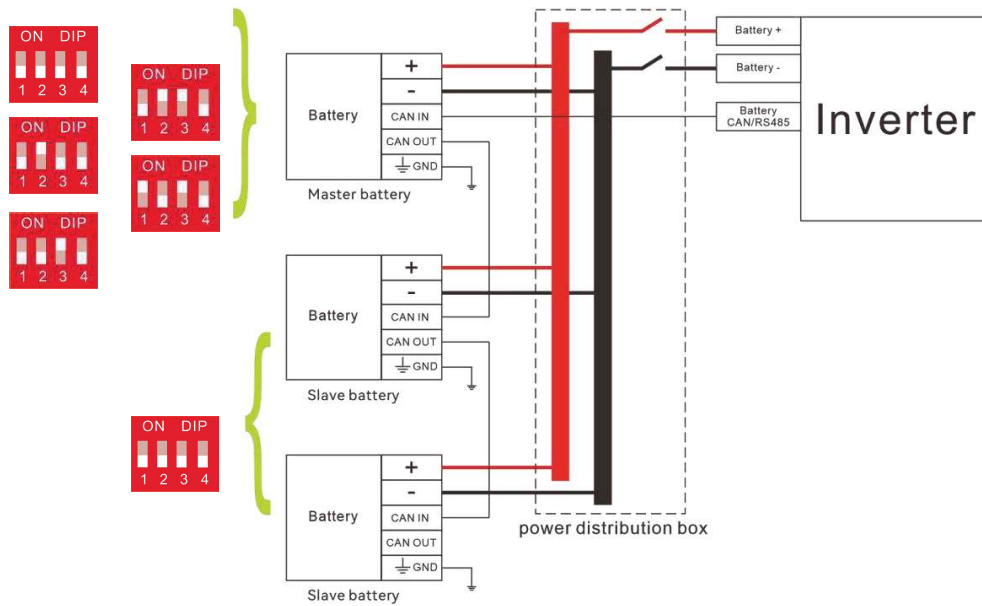 ON DIP
1 2 3 4
ON DIP
1 2 3 4
ON DIP
1 2 3 4
ON DIP
1 2 3 4
ON DIP
1 2 3 4
Battery
+
-
CAN IN
CAN OUT
GND
Master battery
Battery
+
-
CAN IN
CAN OUT
GND
Slave battery
ON DIP
1 2 3 4
Battery
+
-
CAN IN
CAN OUT
GND
Slave battery
power distribution box
Battery +
Battery -
Battery
CAN/RS485
Inverter